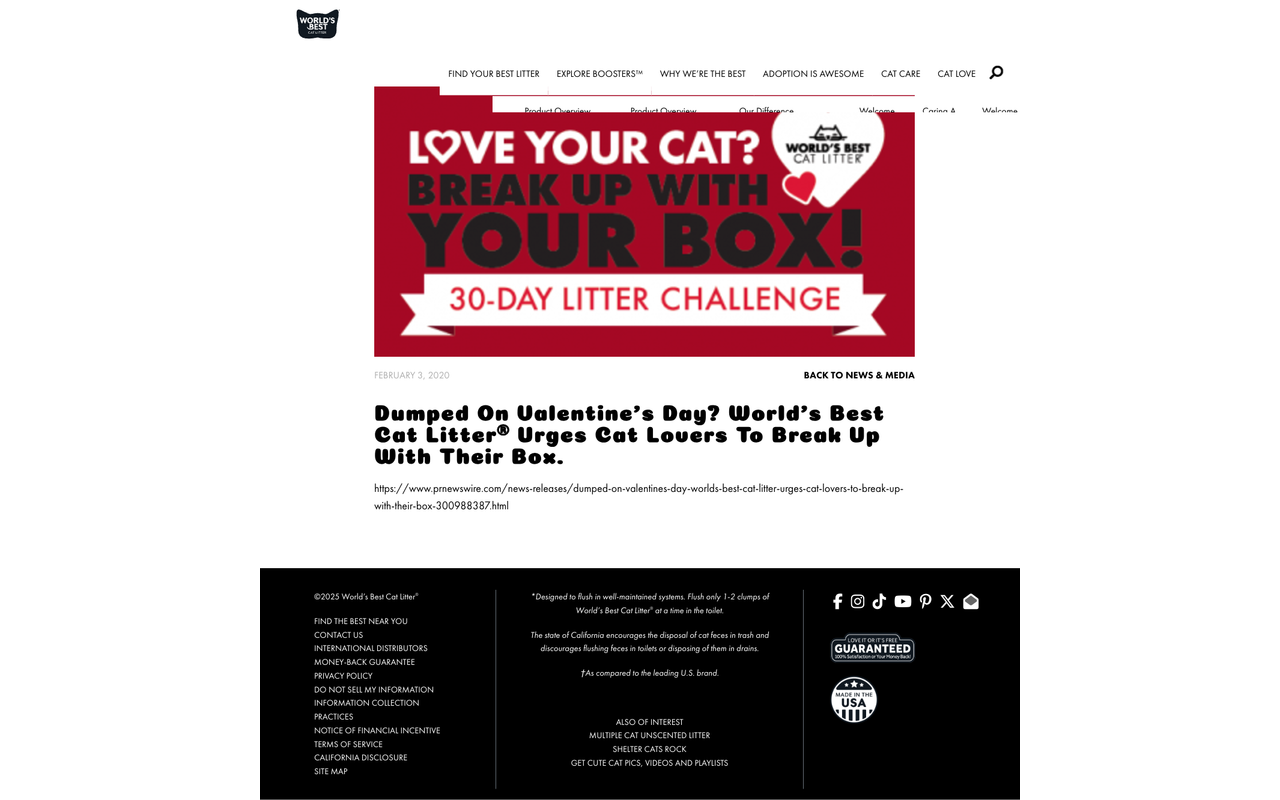 WORLD'S
BEST
CAT LITTER
FIND YOUR BEST LITTER EXPLORE BOOSTERS™ WHY WE'RE THE BEST ADOPTION IS AWESOME CAT CARE CAT LOVE
Product Overview Product Overview Our Difference Welcome Caring A Welcome
LOVE YOUR CAT?
WORLD'S BEST
CAT LITTER
BREAK UP WITH
YOUR BOX!
30-DAY LITTER CHALLENGE
FEBRUARY 3, 2020 BACK TO NEWS & MEDIA
Dumped On Valentine's Day? World's Best
Cat Litter® Urges Cat Lovers To Break Up
With Their Box.
https://www.prnewswire.com/news-releases/dumped-on-valentines-day-worlds-best-cat-litter-urges-cat-lovers-to-break-up-
with-their-box-300988387.html
©2025 World's Best Cat Litter®
FIND THE BEST NEAR YOU
CONTACT US
INTERNATIONAL DISTRIBUTORS
MONEY-BACK GUARANTEE
PRIVACY POLICY
DO NOT SELL MY INFORMATION
INFORMATION COLLECTION
PRACTICES
NOTICE OF FINANCIAL INCENTIVE
TERMS OF SERVICE
CALIFORNIA DISCLOSURE
SITE MAP
*Designed to flush in well-maintained systems. Flush only 1-2 clumps of
World's Best Cat Litter® at a time in the toilet.
The state of California encourages the disposal of cat feces in trash and
discourages flushing feces in toilets or disposing of them in drains.
†As compared to the leading U.S. brand.
ALSO OF INTEREST
MULTIPLE CAT UNSCENTED LITTER
SHELTER CATS ROCK
GET CUTE CAT PICS, VIDEOS AND PLAYLISTS
LOVE IT OR IT'S FREE
GUARANTEED
100% Satisfaction or Your Money Back!
MADE IN THE
USA